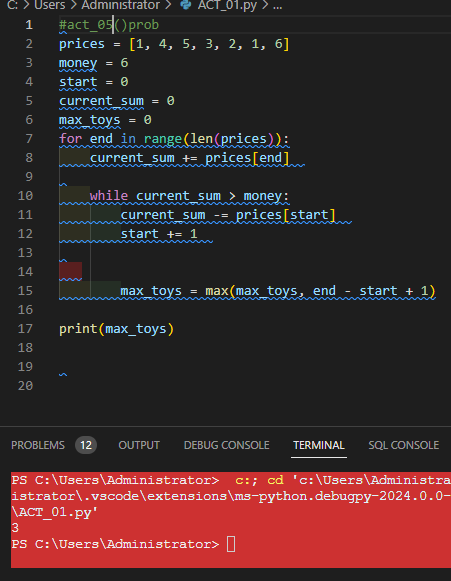 C: > Users > Administrator > ACT_01.py > ...
1 #act_05()prob
2 prices = [1, 4, 5, 3, 2, 1, 6]
3 money = 6
4 start = 0
5 current_sum = 0
6 max_toys = 0
7 for end in range(len(prices)):
8 current_sum += prices[end]
9
10 while current_sum > money:
11 current_sum -= prices[start]
12 start += 1
13
14
15 max_toys = max(max_toys, end - start + 1)
16
17 print(max_toys)
18
19
20
PROBLEMS 12 OUTPUT DEBUG CONSOLE TERMINAL SQL CONSOLE
PS C:\Users\Administrator> c:; cd 'c:\Users\Administra
istrator\.vscode\extensions\ms-python.debugpy-2024.0.0-
\ACT_01.py'
3
PS C:\Users\Administrator>